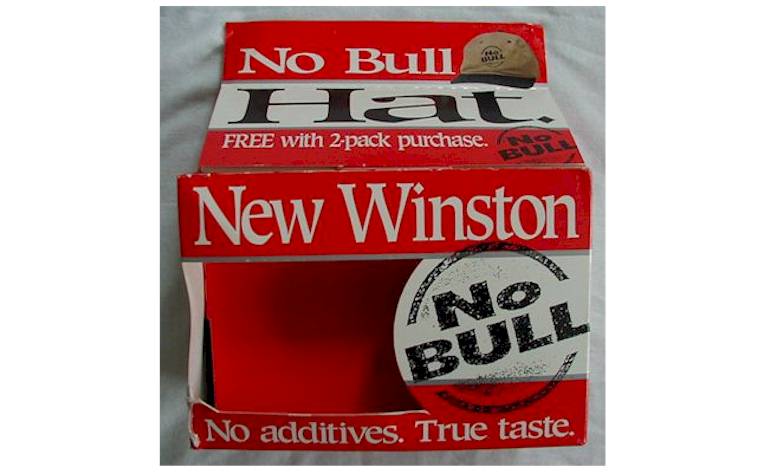 No Bull
No
BULL
Hat.
FREE with 2-pack purchase.
No
BULL
New Winston
No
BULL
No additives. True taste.